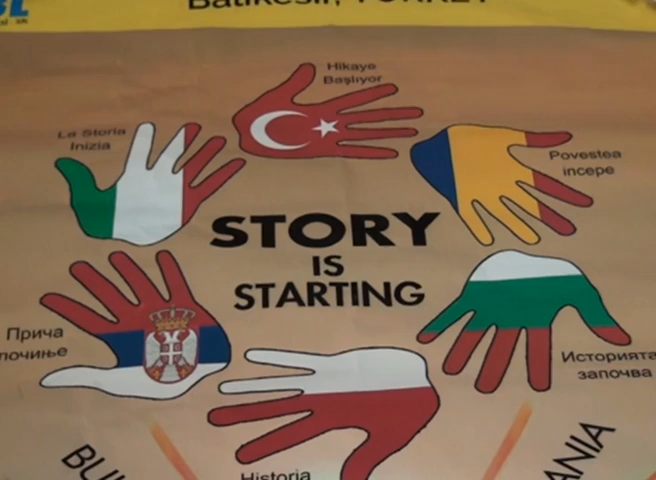 Balıkesir, TURKEY
Hikaye
Başlıyor
La Storia
Inizia
Povestea
incepe
STORY
IS
STARTING
Прича
почиње
Историята
започва
Historia